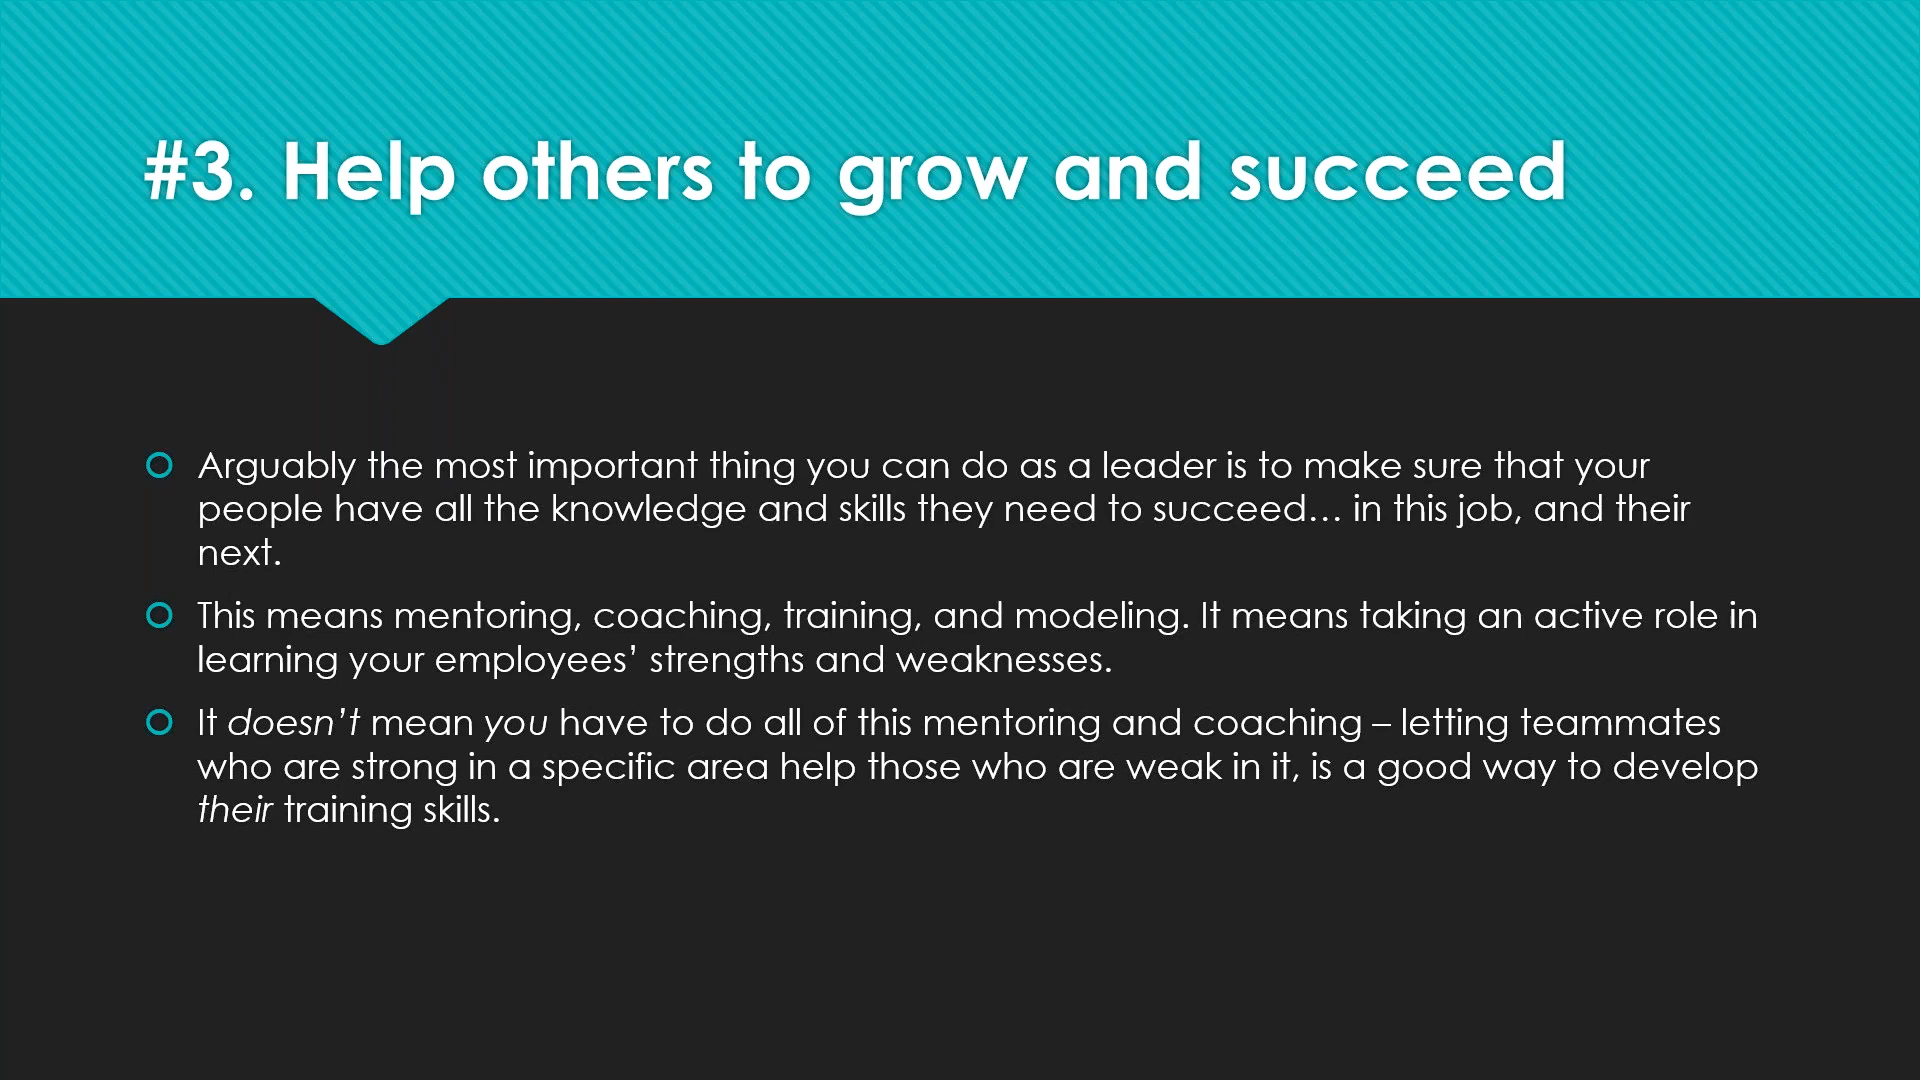 #3. Help others to grow and succeed
Arguably the most important thing you can do as a leader is to make sure that your
people have all the knowledge and skills they need to succeed… in this job, and their
next.
This means mentoring, coaching, training, and modeling. It means taking an active role in
learning your employees’ strengths and weaknesses.
It doesn’t mean you have to do all of this mentoring and coaching – letting teammates
who are strong in a specific area help those who are weak in it, is a good way to develop
their training skills.